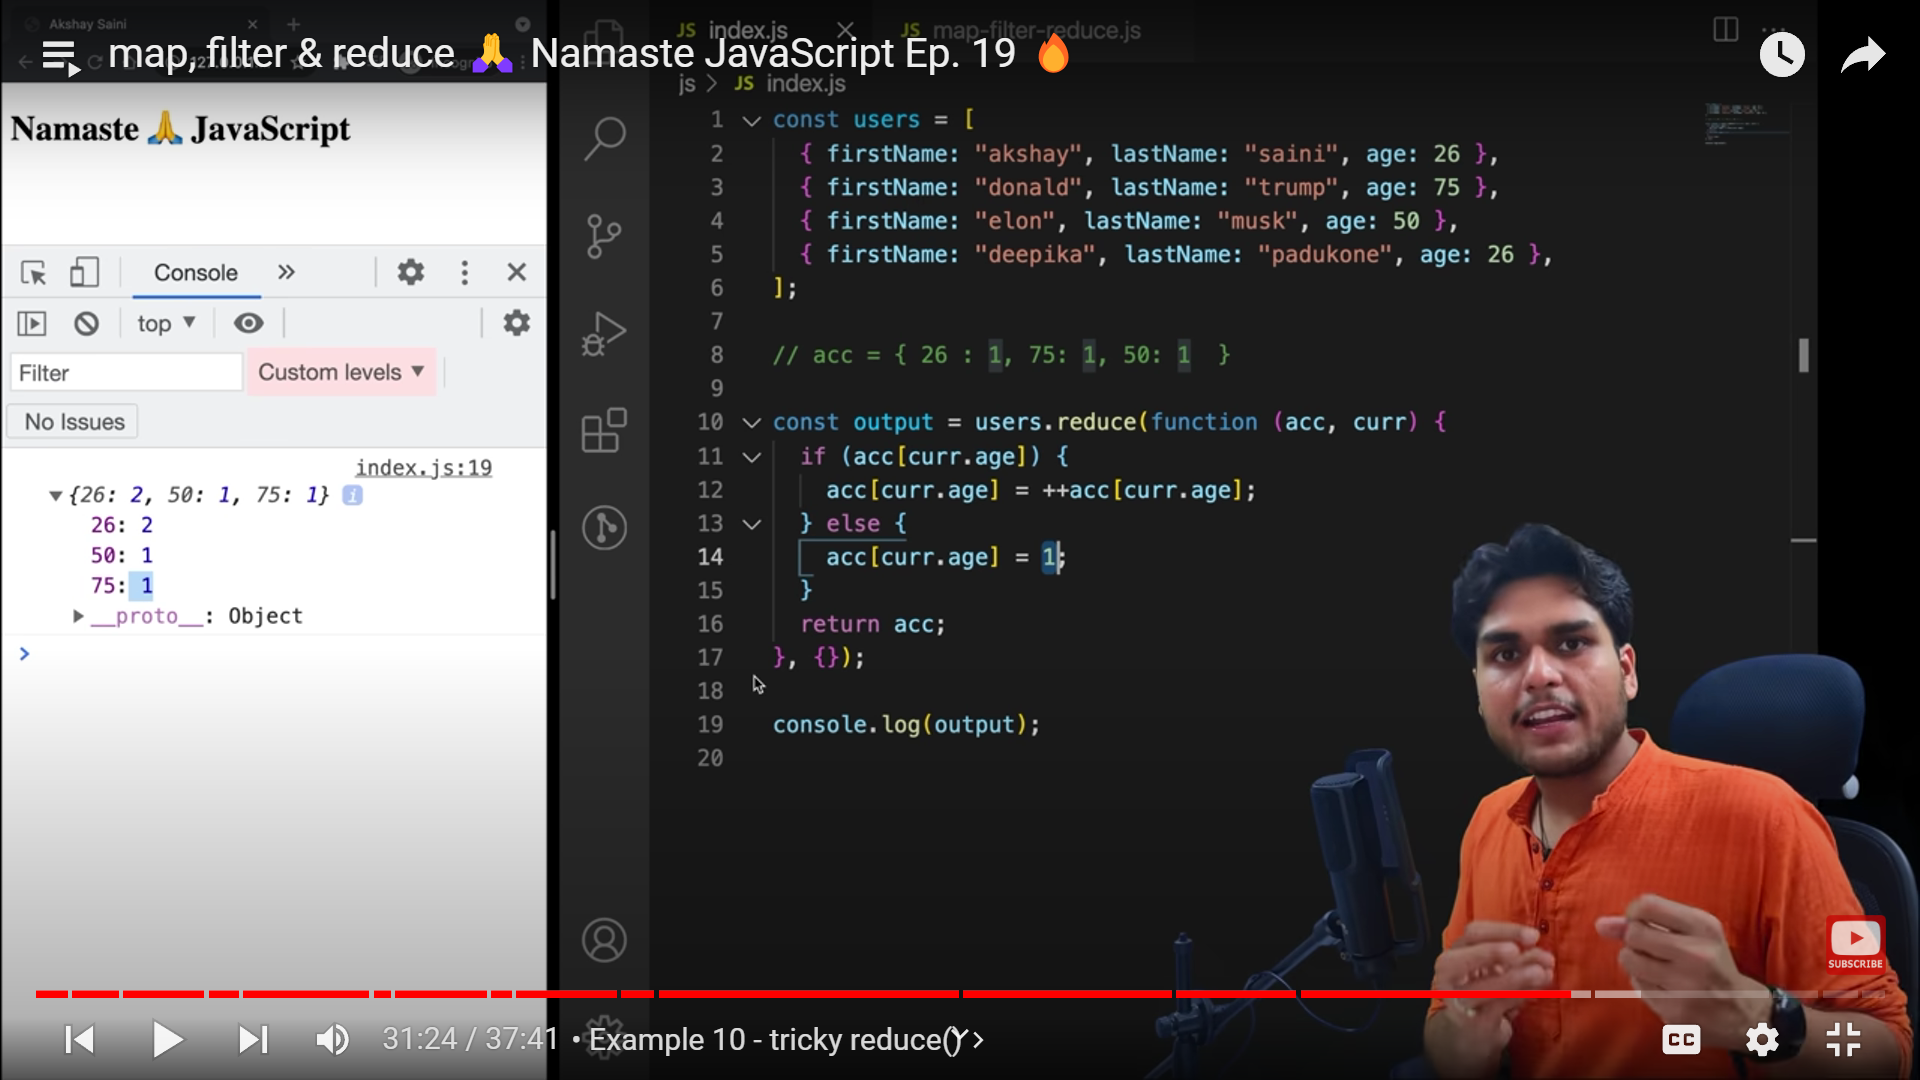 Akshay Saini
map,filter & reduce 🙏 Namaste JavaScript Ep. 19 🔥
JS index.js
JS map-filter-reduce.js
js > JS index.js
Namaste 🙏 JavaScript
Console
top
Filter
Custom levels
No Issues
index.js:19
{26: 2, 50: 1, 75: 1} i
26: 2
50: 1
75: 1
__proto__: Object
>
1 const users = [
2 { firstName: "akshay", lastName: "saini", age: 26 },
3 { firstName: "donald", lastName: "trump", age: 75 },
4 { firstName: "elon", lastName: "musk", age: 50 },
5 { firstName: "deepika", lastName: "padukone", age: 26 },
6 ];
7
8 // acc = { 26 : 1, 75: 1, 50: 1  }
9
10 const output = users.reduce(function (acc, curr) {
11 if (acc[curr.age]) {
12 acc[curr.age] = ++acc[curr.age];
13 } else {
14 acc[curr.age] = 1;
15 }
16 return acc;
17 }, {});
18
19 console.log(output);
20
SUBSCRIBE
31:24 / 37:41 • Example 10 - tricky reduce() >
CC